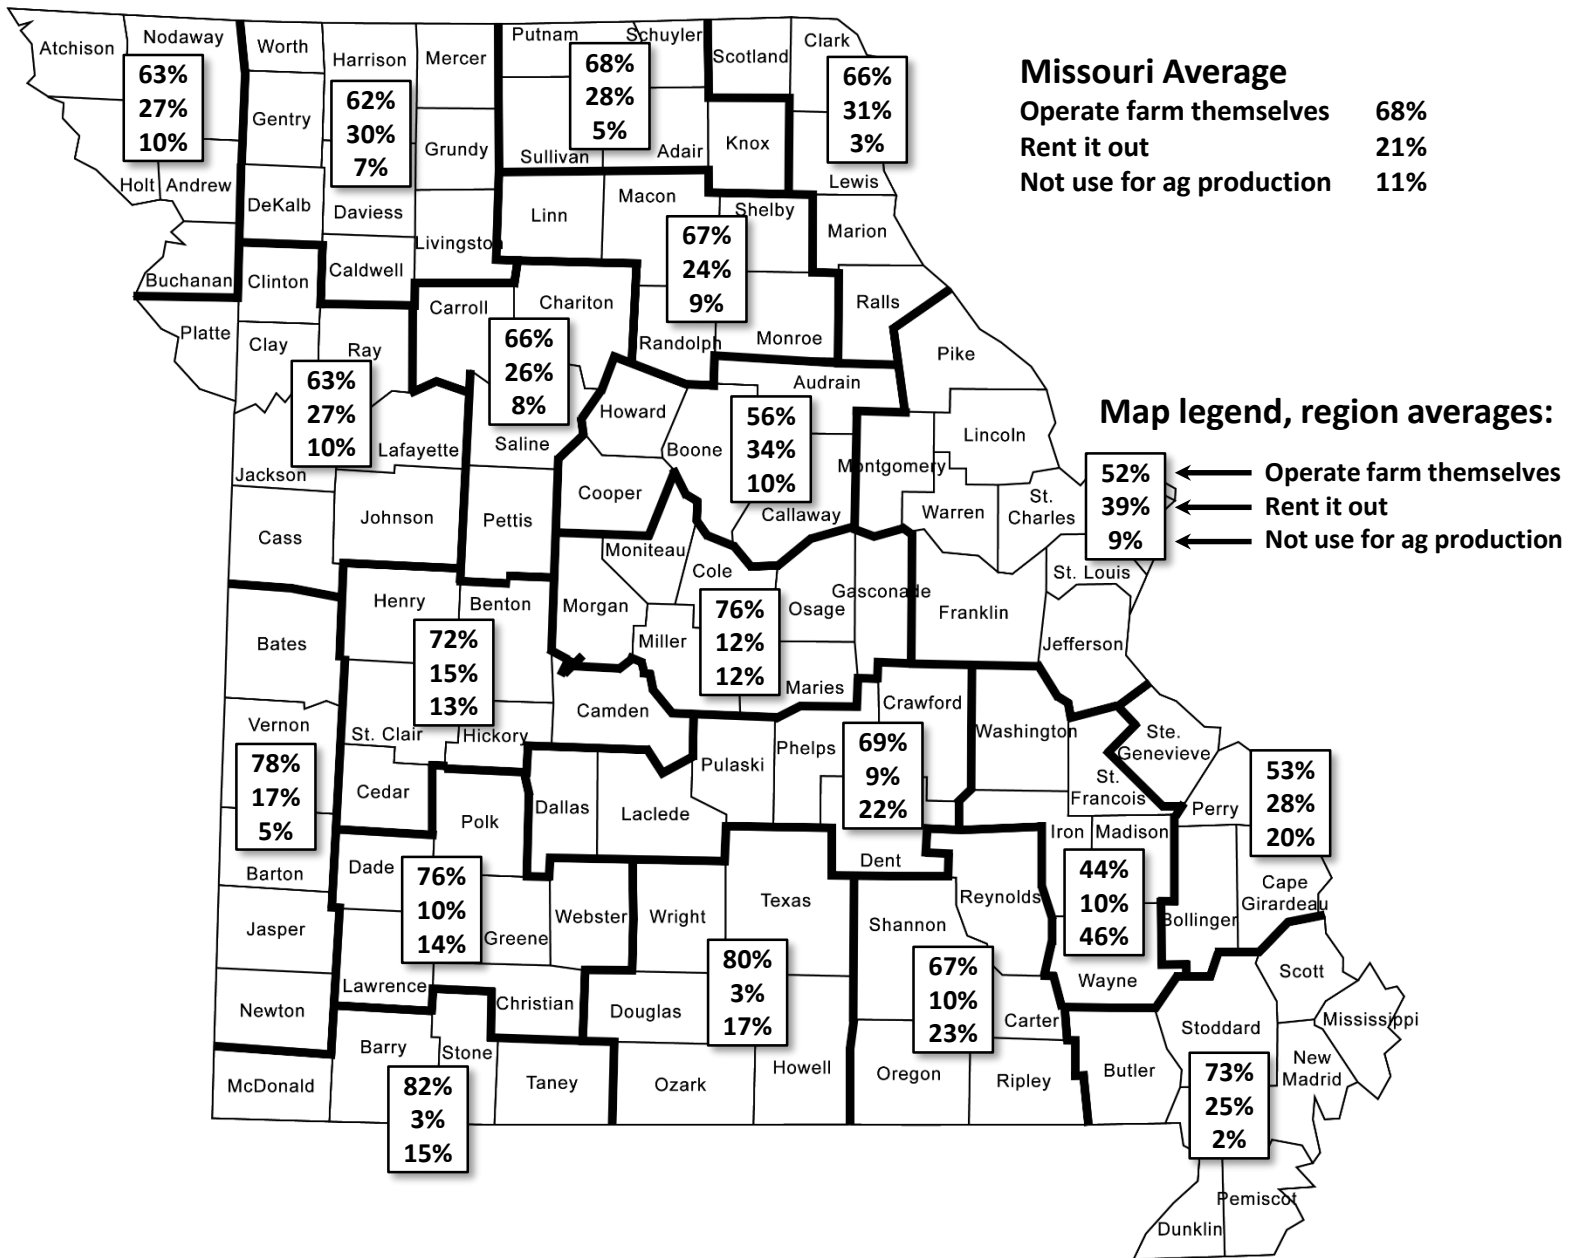 Atchison
Nodaway
63%
27%
10%
Holt
Andrew
Buchanan
Worth
Harrison
Mercer
Gentry
62%
30%
7%
Grundy
DeKalb
Daviess
Livingston
Clinton
Caldwell
Putnam
Schuyler
68%
28%
5%
Sullivan
Adair
Scotland
Knox
Clark
66%
31%
3%
Lewis
Marion
Ralls
Missouri Average
Operate farm themselves 68%
Rent it out 21%
Not use for ag production 11%
Linn
Macon
Shelby
67%
24%
9%
Randolph
Monroe
Platte
Clay
Ray
63%
27%
10%
Lafayette
Jackson
Johnson
Cass
Carroll
Chariton
66%
26%
8%
Saline
Pettis
Howard
Boone
Cooper
Audrain
56%
34%
10%
Callaway
Pike
Lincoln
Montgomery
Warren
St.
Charles
St. Louis
Franklin
Jefferson
Map legend, region averages:
52% Operate farm themselves
39% Rent it out
9% Not use for ag production
Bates
Vernon
78%
17%
5%
Barton
Jasper
Newton
Henry
Benton
72%
15%
13%
St. Clair
Hickory
Cedar
Moniteau
Morgan
Cole
Miller
76%
12%
12%
Osage
Gasconade
Maries
Camden
Pulaski
Phelps
Crawford
69%
9%
22%
Dent
Dallas
Laclede
Washington
St.
Francois
Iron
Madison
44%
10%
46%
Wayne
Ste.
Genevieve
Perry
53%
28%
20%
Cape
Girardeau
Bollinger
Polk
Dade
76%
10%
14%
Greene
Webster
Lawrence
Christian
Wright
Texas
80%
3%
17%
Douglas
Ozark
Howell
Shannon
Reynolds
67%
10%
23%
Carter
Oregon
Ripley
McDonald
Barry
Stone
Taney
82%
3%
15%
Butler
Stoddard
Scott
Mississippi
New
Madrid
73%
25%
2%
Pemiscot
Dunklin